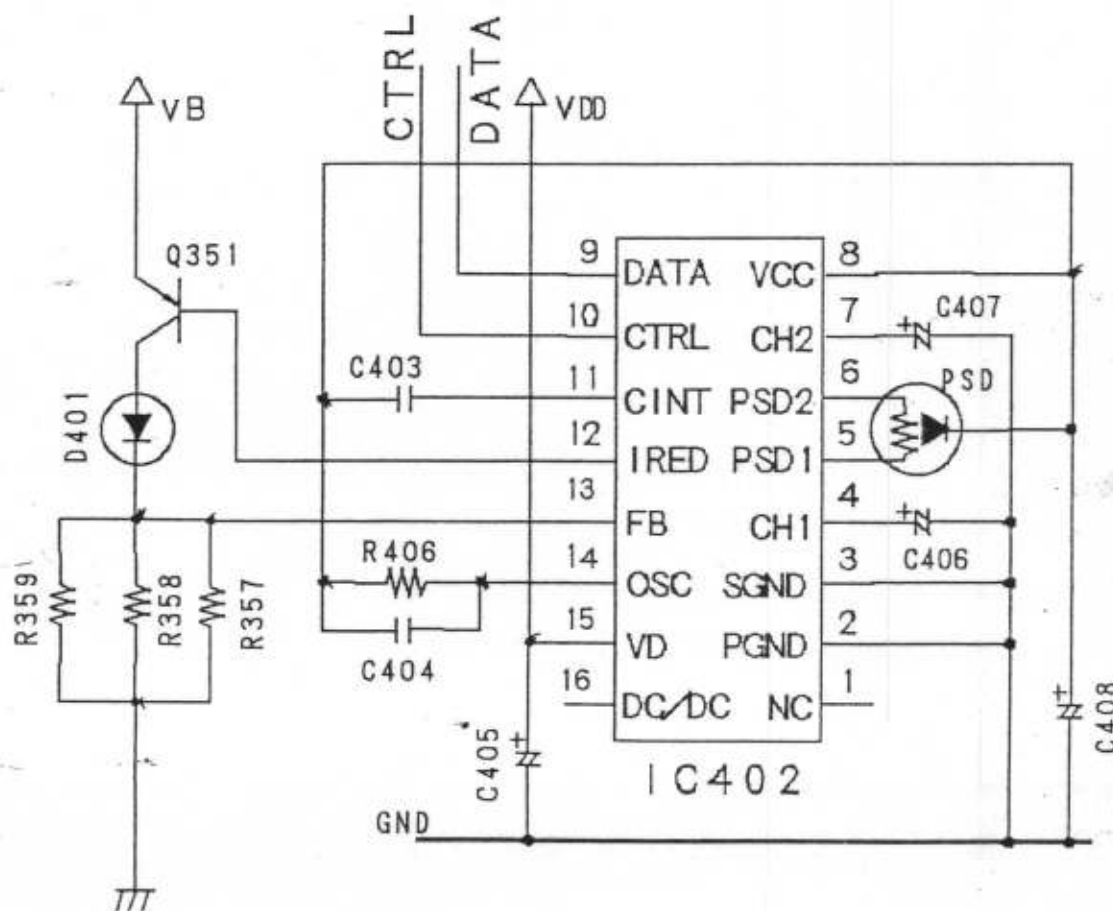 CTRL
DATA
VB
VDD
Q351
9
DATA
VCC
8
10
CTRL
CH2
7
C407
C403
11
CINT
PSD2
6
PSD
D401
12
IRED
PSD1
5
13
FB
CH1
4
C406
R406
14
OSC
SGND
3
R359
R358
R357
C404
15
VD
PGND
2
16
DC/DC
NC
1
C405
+
+
+
+
C408
IC402
GND